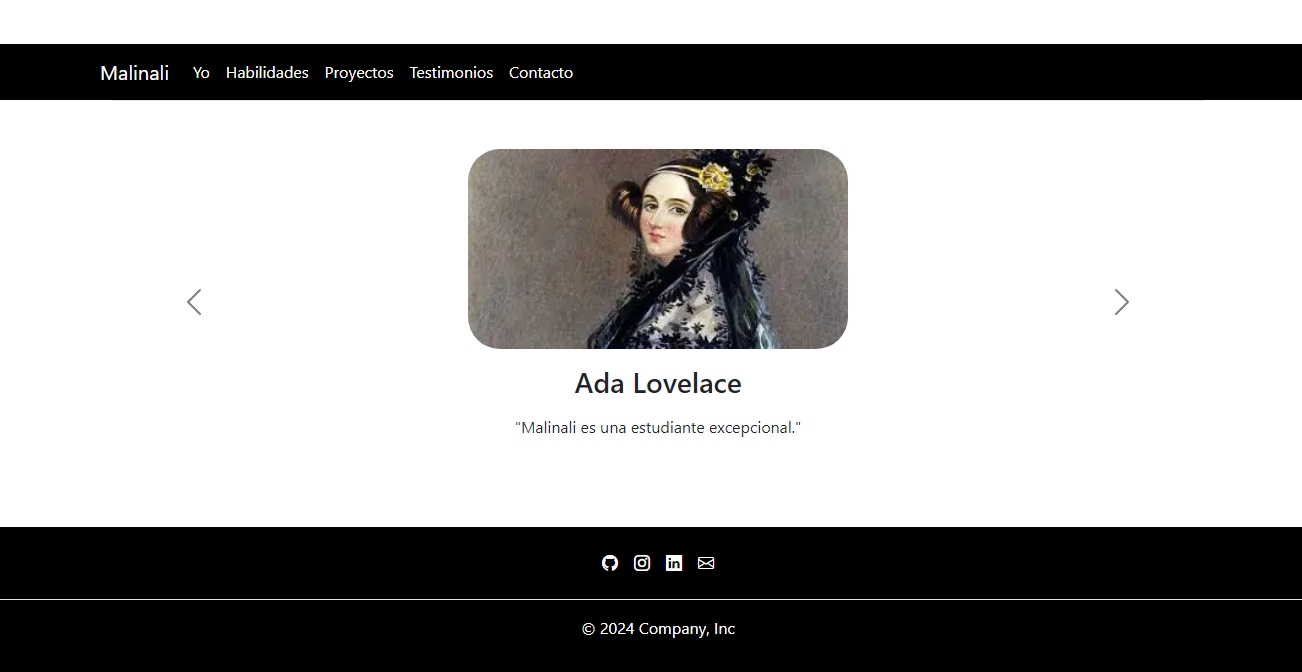 Malinali Yo Habilidades Proyectos Testimonios Contacto
Ada Lovelace
"Malinali es una estudiante excepcional."
© 2024 Company, Inc